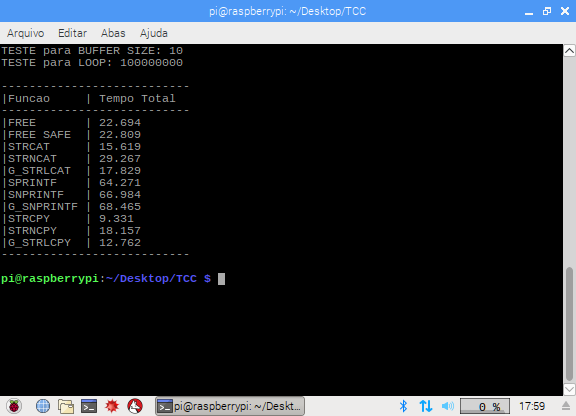 pi@raspberrypi: ~/Desktop/TCC
Arquivo Editar Abas Ajuda
TESTE para BUFFER SIZE: 10
TESTE para LOOP: 100000000
---------------------------
|Funcao | Tempo Total
---------------------------
|FREE | 22.694
|FREE SAFE | 22.809
|STRCAT | 15.619
|STRNCAT | 29.267
|G_STRLCAT | 17.829
|SPRINTF | 64.271
|SNPRINTF | 66.984
|G_SNPRINTF | 68.465
|STRCPY | 9.331
|STRNCPY | 18.157
|G_STRLCPY | 12.762
---------------------------
pi@raspberrypi:~/Desktop/TCC $
pi@raspberrypi: ~/Deskt... 0 % 17:59